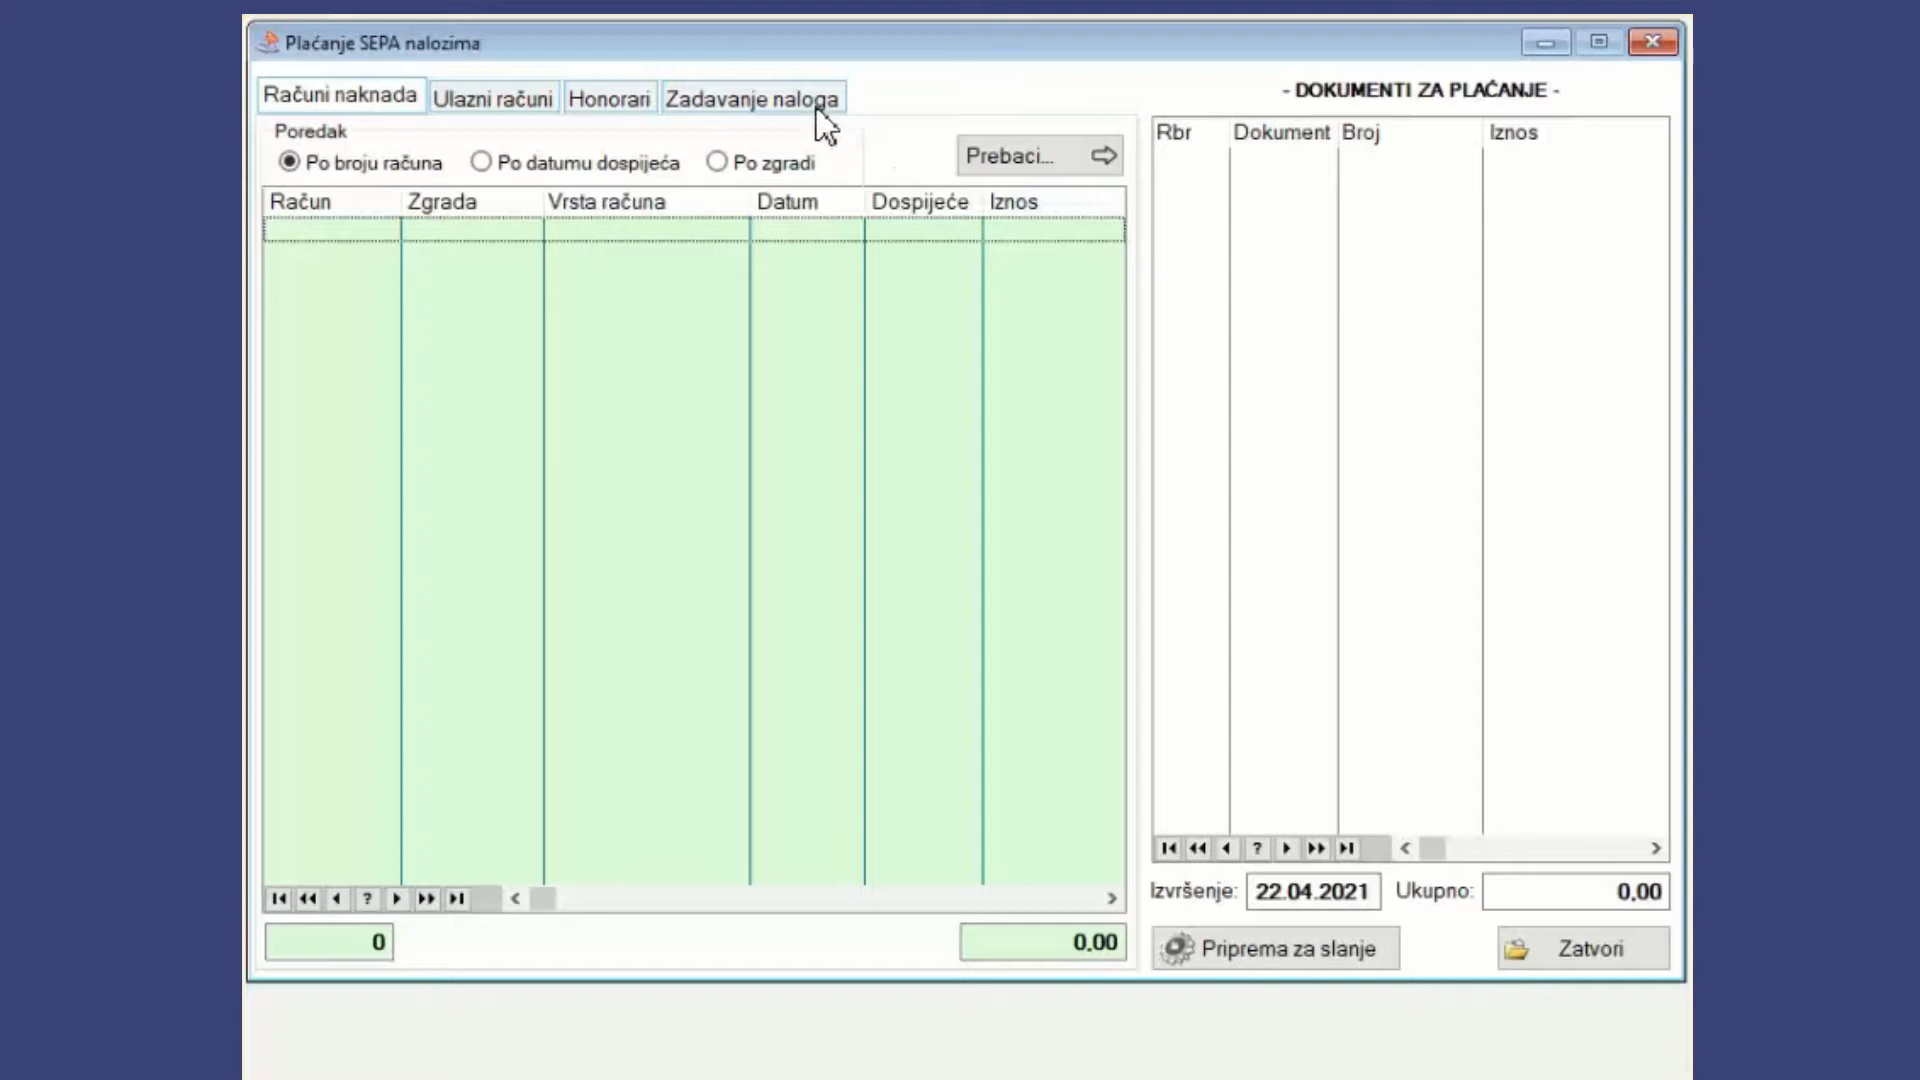 Plaćanje SEPA nalozima
Računi naknada
Ulazni računi
Honorari
Zadavanje naloga
Poredak
Po broju računa
Po datumu dospijeća
Po zgradi
Prebaci...
Račun
Zgrada
Vrsta računa
Datum
Dospijeće
Iznos
?
0
0.00
- DOKUMENTI ZA PLAĆANJE -
Rbr
Dokument
Broj
Iznos
?
Izvršenje: 22.04.2021
Ukupno: 0.00
Priprema za slanje
Zatvori